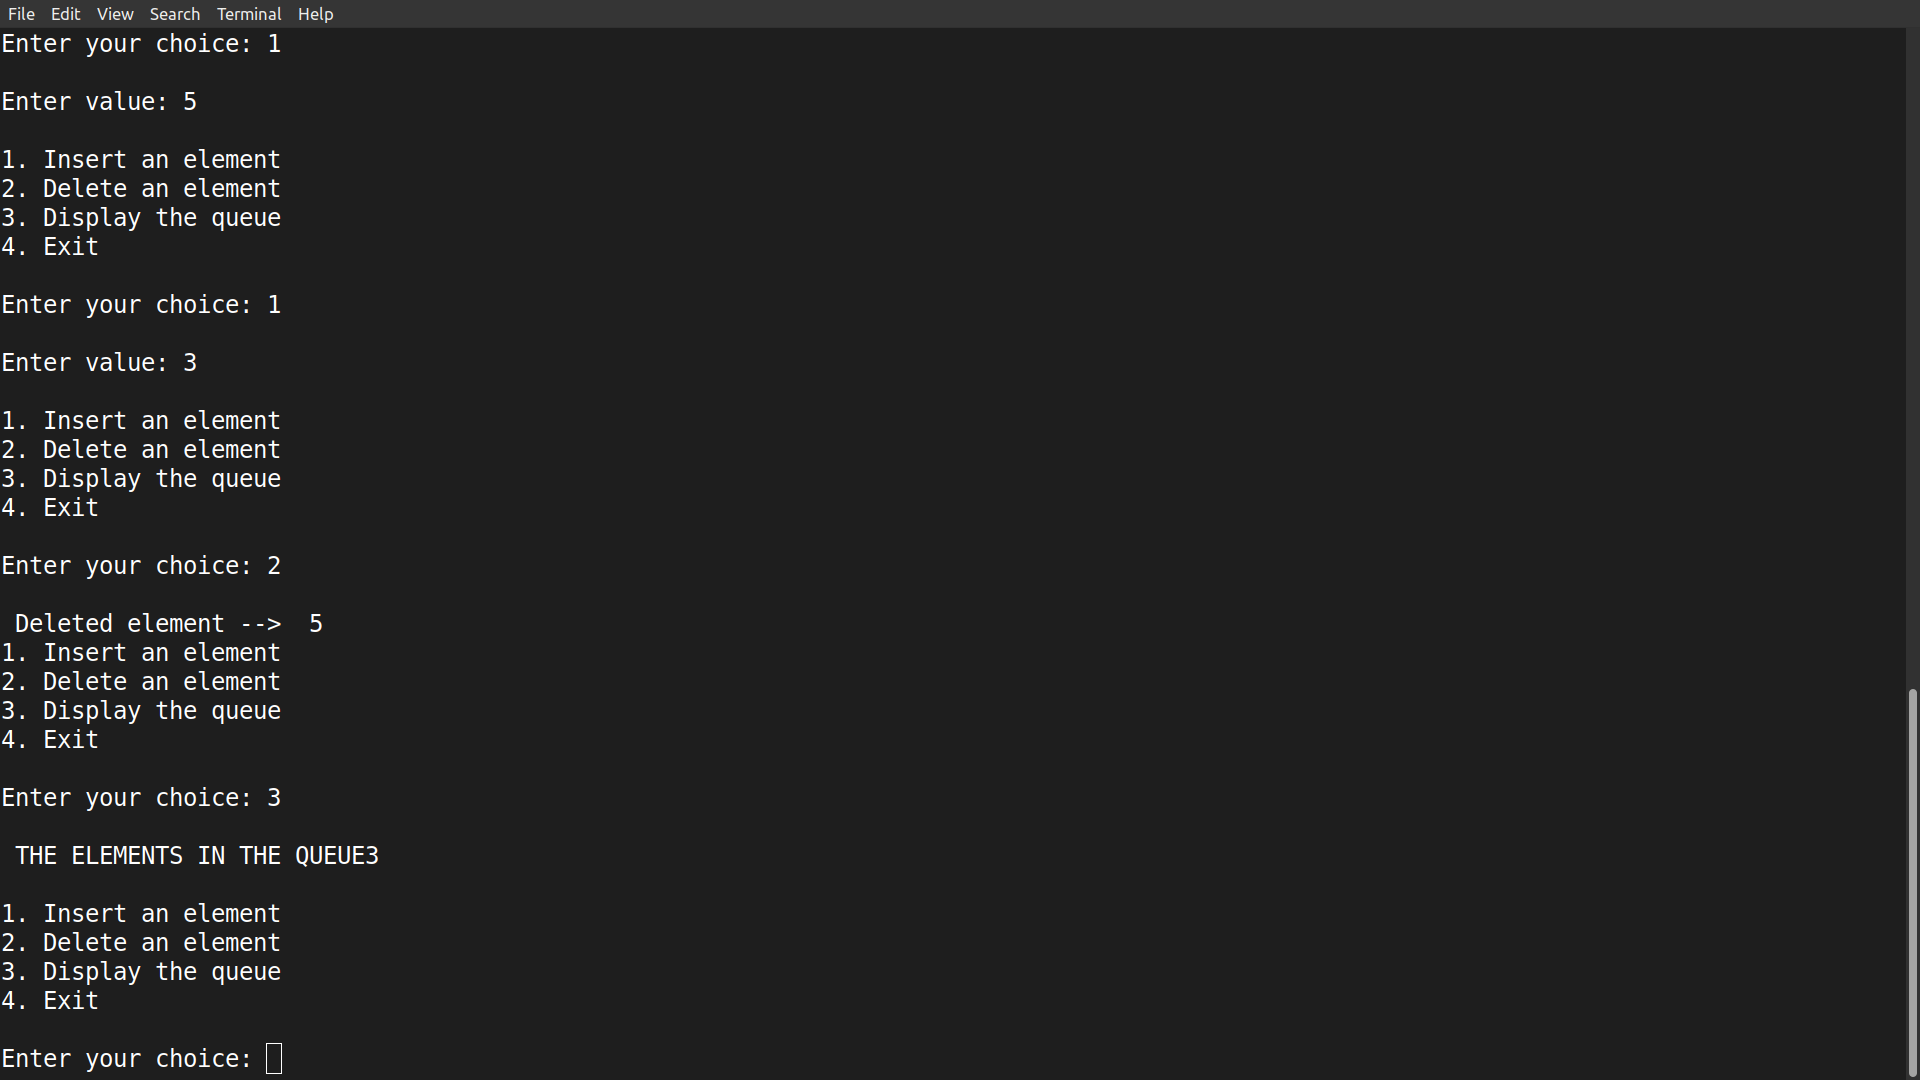 File Edit View Search Terminal Help
Enter your choice: 1
Enter value: 5
1. Insert an element
2. Delete an element
3. Display the queue
4. Exit
Enter your choice: 1
Enter value: 3
1. Insert an element
2. Delete an element
3. Display the queue
4. Exit
Enter your choice: 2
Deleted element -->  5
1. Insert an element
2. Delete an element
3. Display the queue
4. Exit
Enter your choice: 3
THE ELEMENTS IN THE QUEUE3
1. Insert an element
2. Delete an element
3. Display the queue
4. Exit
Enter your choice: